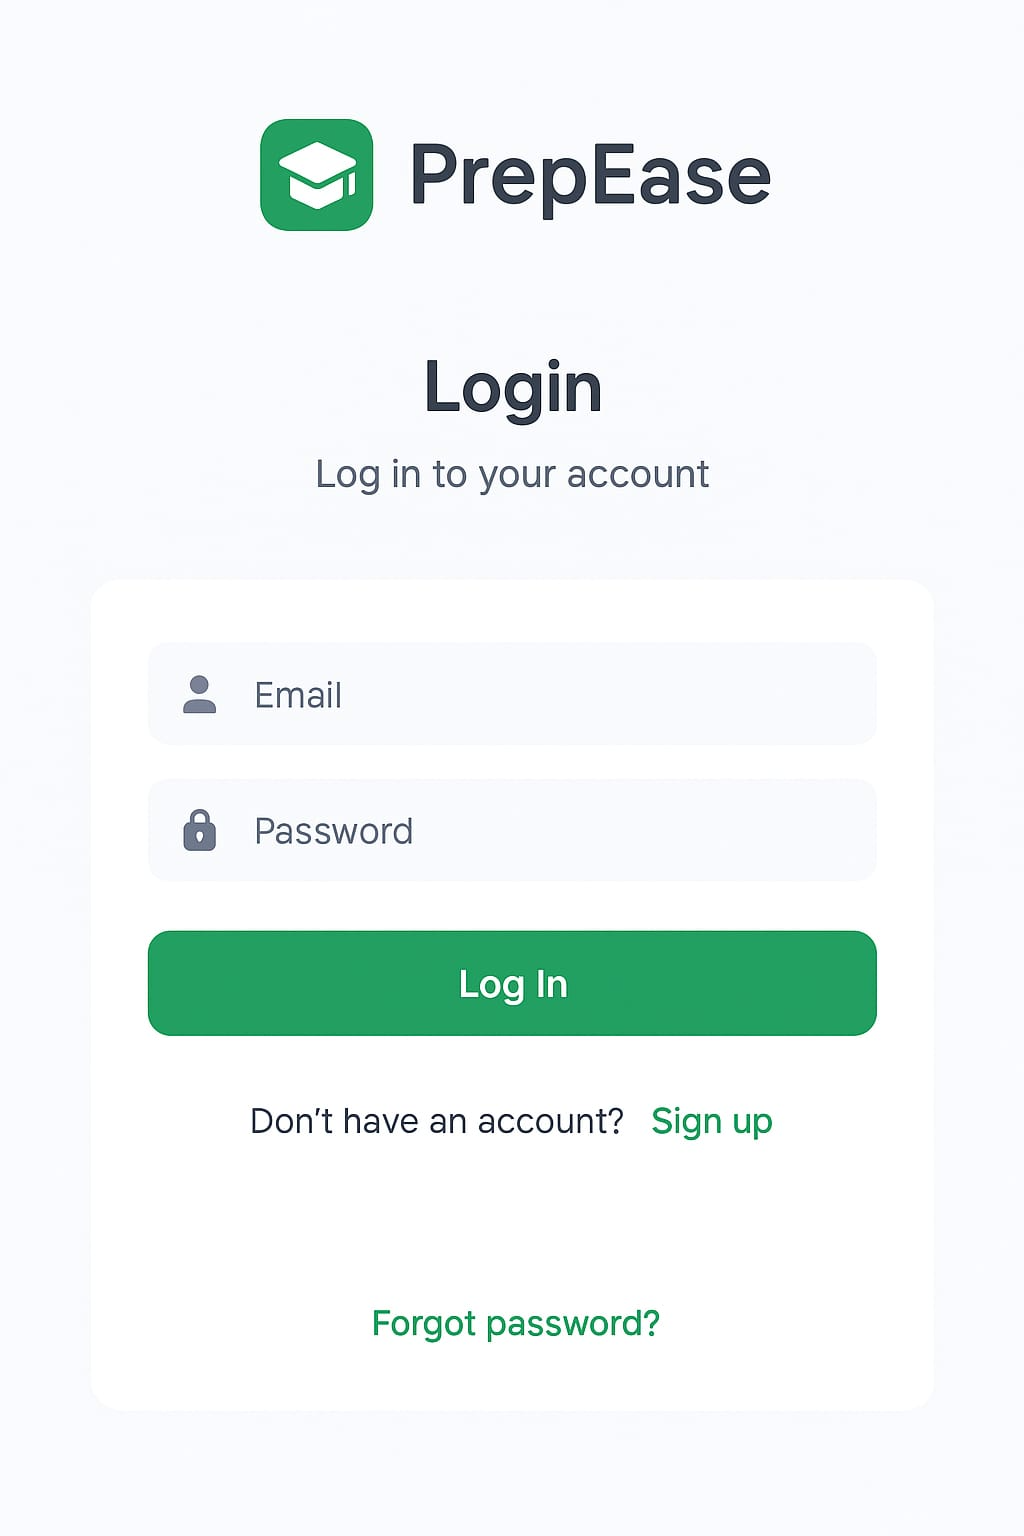 PrepEase
Login
Log in to your account
Email
Password
Log In
Don’t have an account? Sign up
Forgot password?